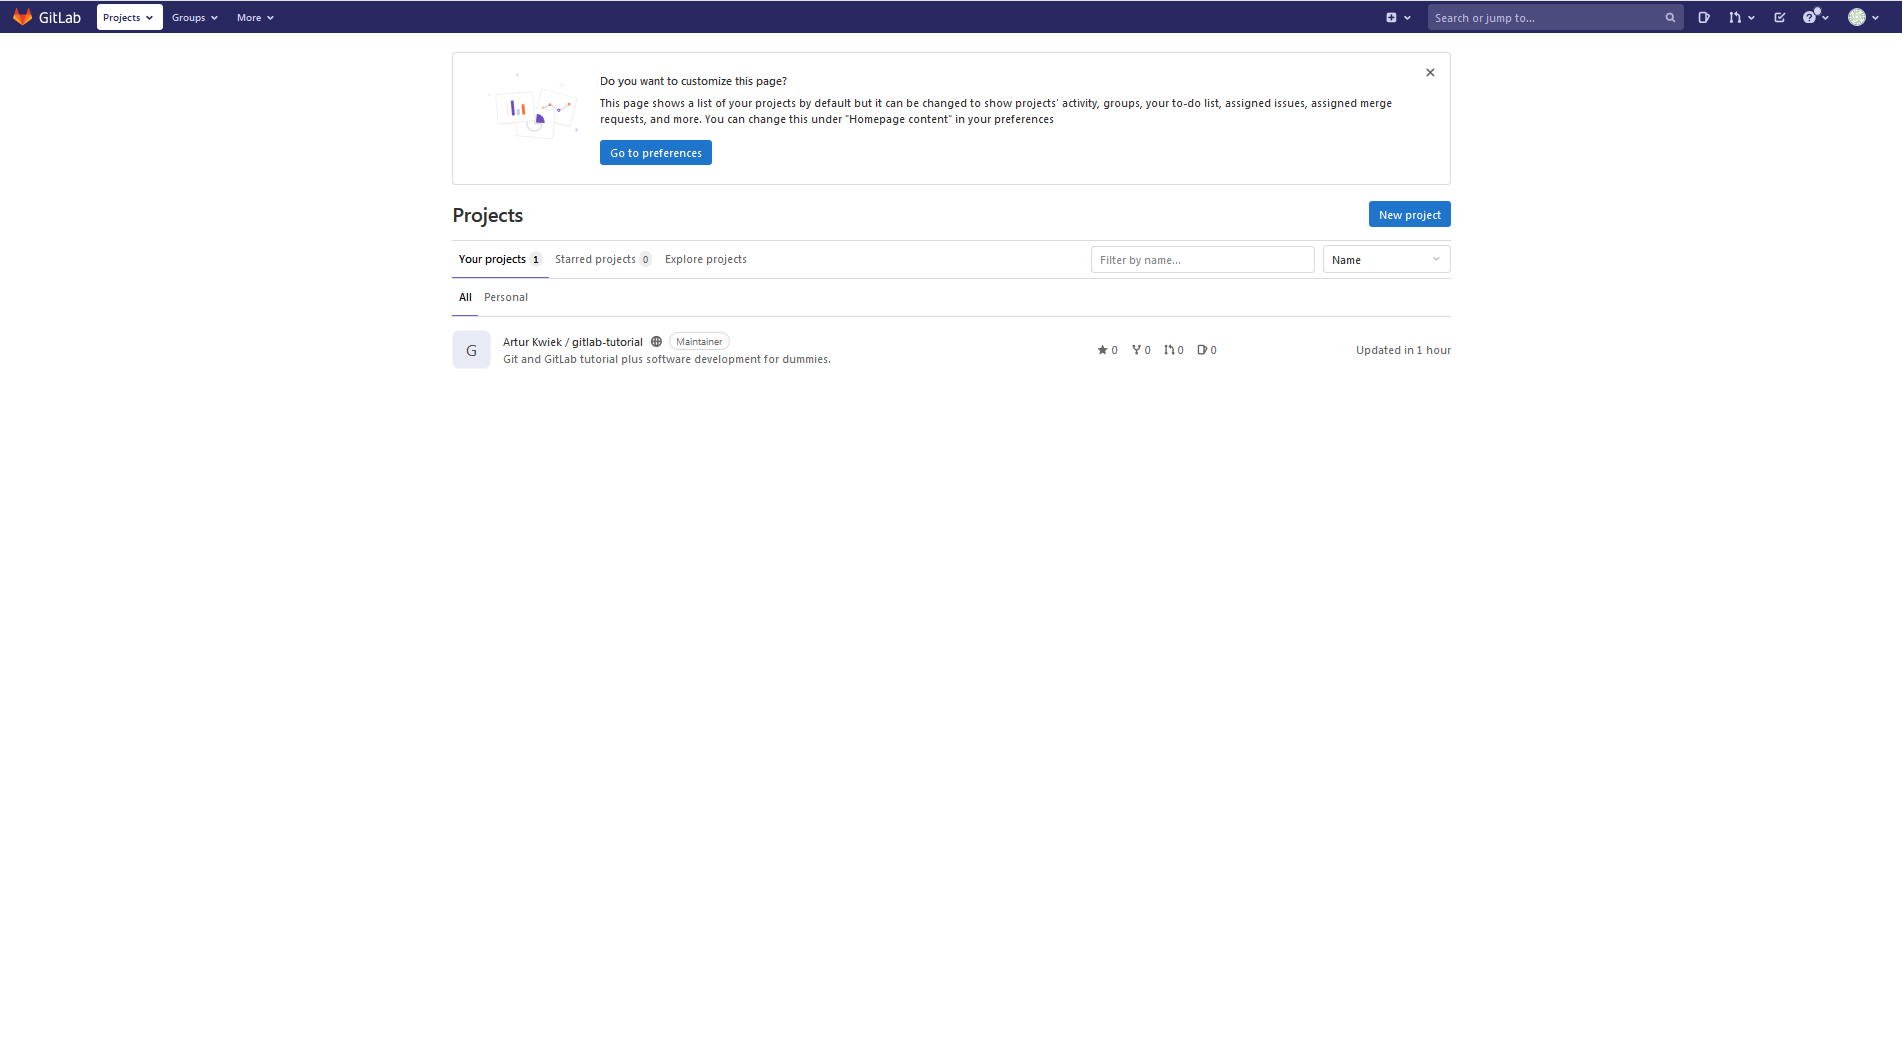 GitLab Projects Groups More Search or jump to...
Do you want to customize this page?
This page shows a list of your projects by default but it can be changed to show projects' activity, groups, your to-do list, assigned issues, assigned merge
requests, and more. You can change this under "Homepage content" in your preferences
Go to preferences
Projects New project
Your projects 1 Starred projects 0 Explore projects Filter by name... Name
All Personal
G
Artur Kwiek / gitlab-tutorial Maintainer
Git and GitLab tutorial plus software development for dummies.
0 0 0 0 Updated in 1 hour